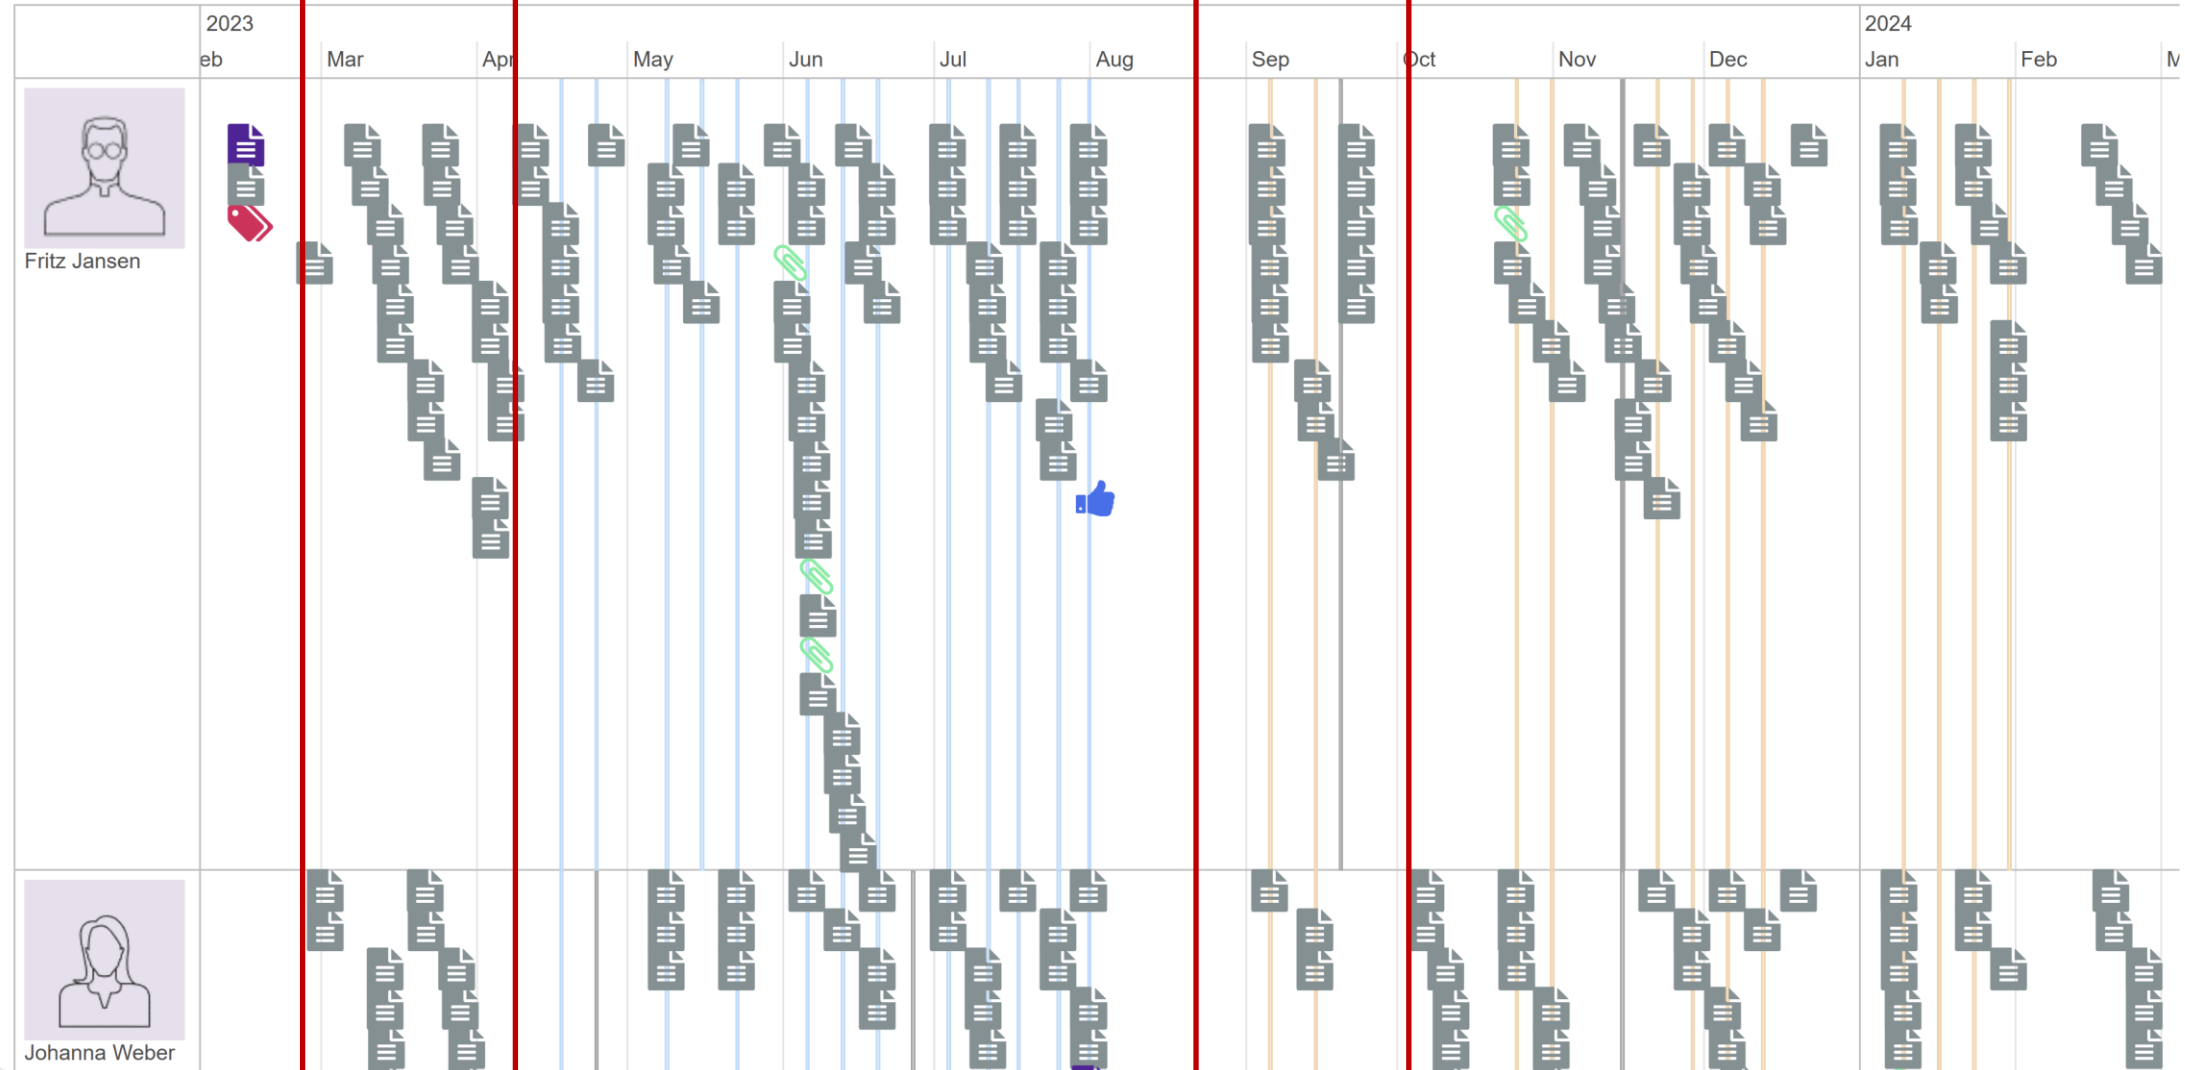 2023
2024
eb
Mar
Apr
May
Jun
Jul
Aug
Sep
Oct
Nov
Dec
Jan
Feb
M
Fritz Jansen
Johanna Weber